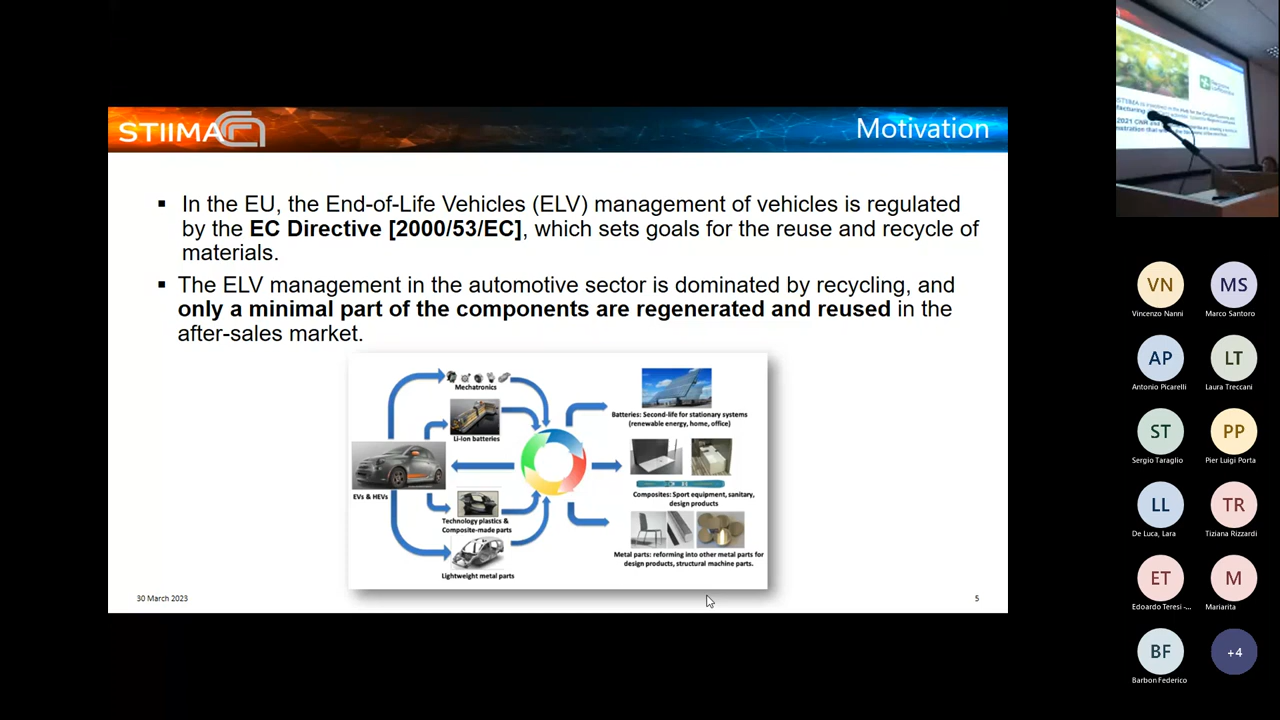 STIIMA
Motivation
▪ In the EU, the End-of-Life Vehicles (ELV) management of vehicles is regulated
by the EC Directive [2000/53/EC], which sets goals for the reuse and recycle of
materials.
▪ The ELV management in the automotive sector is dominated by recycling, and
only a minimal part of the components are regenerated and reused in the
after-sales market.
Mechatronics
Li-ion batteries
EVs & HEVs
Technology plastics &
Composite-made parts
Lightweight metal parts
Batteries: Second-life for stationary systems
(renewable energy, home, office)
Composites: Sport equipment, sanitary,
design products
Metal parts: reforming into other metal parts for
design products, structural machine parts.
30 March 2023
5
VN
Vincenzo Nanni
MS
Marco Santoro
AP
Antonio Picarelli
LT
Laura Treccani
ST
Sergio Taraglio
PP
Pier Luigi Porta
LL
De Luca, Lara
TR
Tiziana Rizzardi
ET
Edoardo Teresi -...
M
Mariarita
BF
Barbon Federico
+4